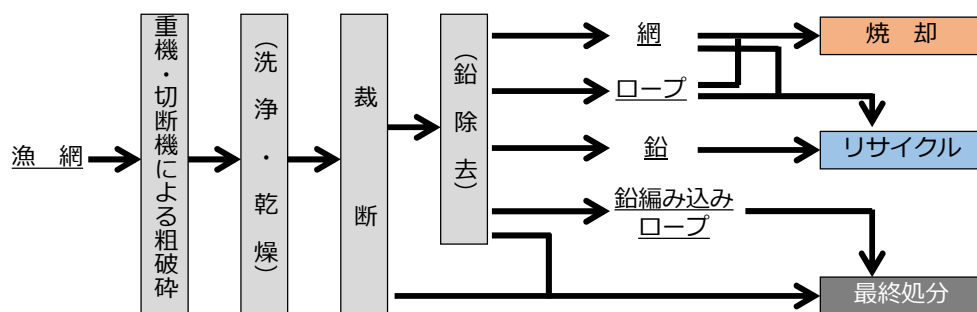 漁　網
重機・切断機による粗破砕
（洗浄・乾燥）
裁　断
（鉛除去）
網
ロープ
鉛
鉛編み込み
ロープ
焼　却
リサイクル
最終処分